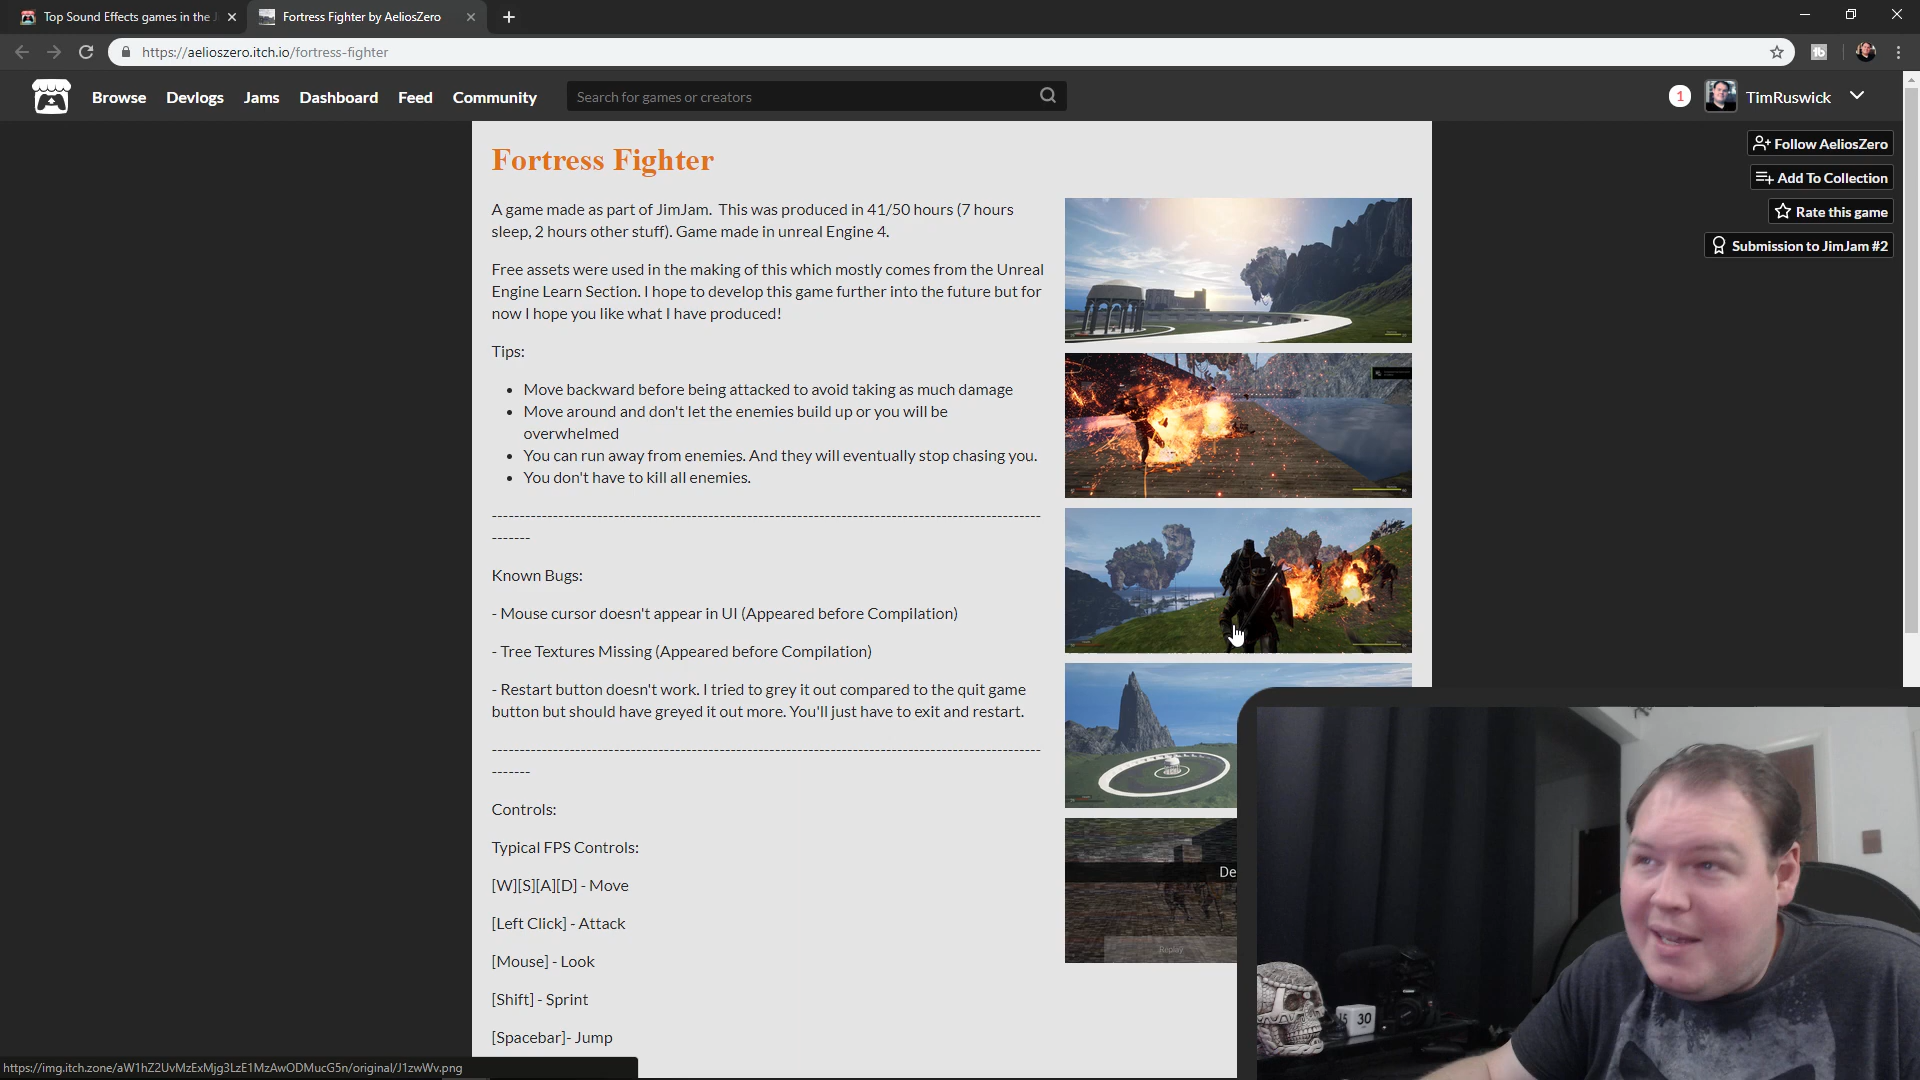 Top Sound Effects games in the J
Fortress Fighter by AeliosZero
https://aelioszero.itch.io/fortress-fighter
Browse
Devlogs
Jams
Dashboard
Feed
Community
Search for games or creators
1
TimRuswick
Follow AeliosZero
Add To Collection
Rate this game
Submission to JimJam #2
Fortress Fighter
A game made as part of JimJam.  This was produced in 41/50 hours (7 hours
sleep, 2 hours other stuff). Game made in unreal Engine 4.
Free assets were used in the making of this which mostly comes from the Unreal
Engine Learn Section. I hope to develop this game further into the future but for
now I hope you like what I have produced!
Tips:
• Move backward before being attacked to avoid taking as much damage
• Move around and don't let the enemies build up or you will be
overwhelmed
• You can run away from enemies. And they will eventually stop chasing you.
• You don't have to kill all enemies.
---------------------------------------------------------------------------------------------------
-------
Known Bugs:
- Mouse cursor doesn't appear in UI (Appeared before Compilation)
- Tree Textures Missing (Appeared before Compilation)
- Restart button doesn't work. I tried to grey it out compared to the quit game
button but should have greyed it out more. You'll just have to exit and restart.
---------------------------------------------------------------------------------------------------
-------
Controls:
Typical FPS Controls:
[W][S][A][D] - Move
[Left Click] - Attack
[Mouse] - Look
[Shift] - Sprint
[Spacebar]- Jump
De
Replay
15 30
https://img.itch.zone/aW1hZ2UvMzExMjg3LzE1MzAwODMucG5n/original/J1zwWv.png